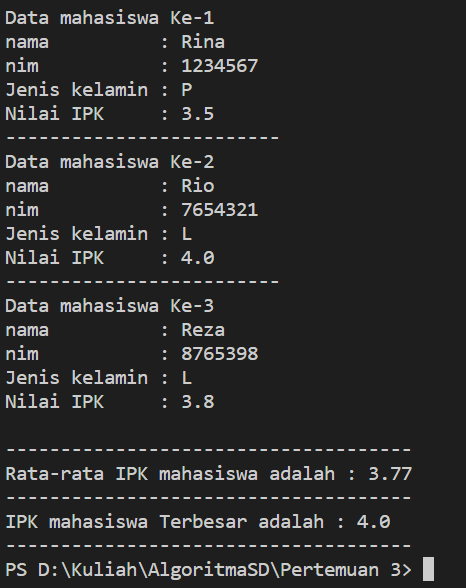 Data mahasiswa Ke-1
nama           : Rina
nim            : 1234567
Jenis kelamin : P
Nilai IPK     : 3.5
-------------------------
Data mahasiswa Ke-2
nama           : Rio
nim            : 7654321
Jenis kelamin : L
Nilai IPK     : 4.0
-------------------------
Data mahasiswa Ke-3
nama           : Reza
nim            : 8765398
Jenis kelamin : L
Nilai IPK     : 3.8

-------------------------------------
Rata-rata IPK mahasiswa adalah : 3.77
-------------------------------------
IPK mahasiswa Terbesar adalah : 4.0
-------------------------------------
PS D:\Kuliah\AlgoritmaSD\Pertemuan 3>